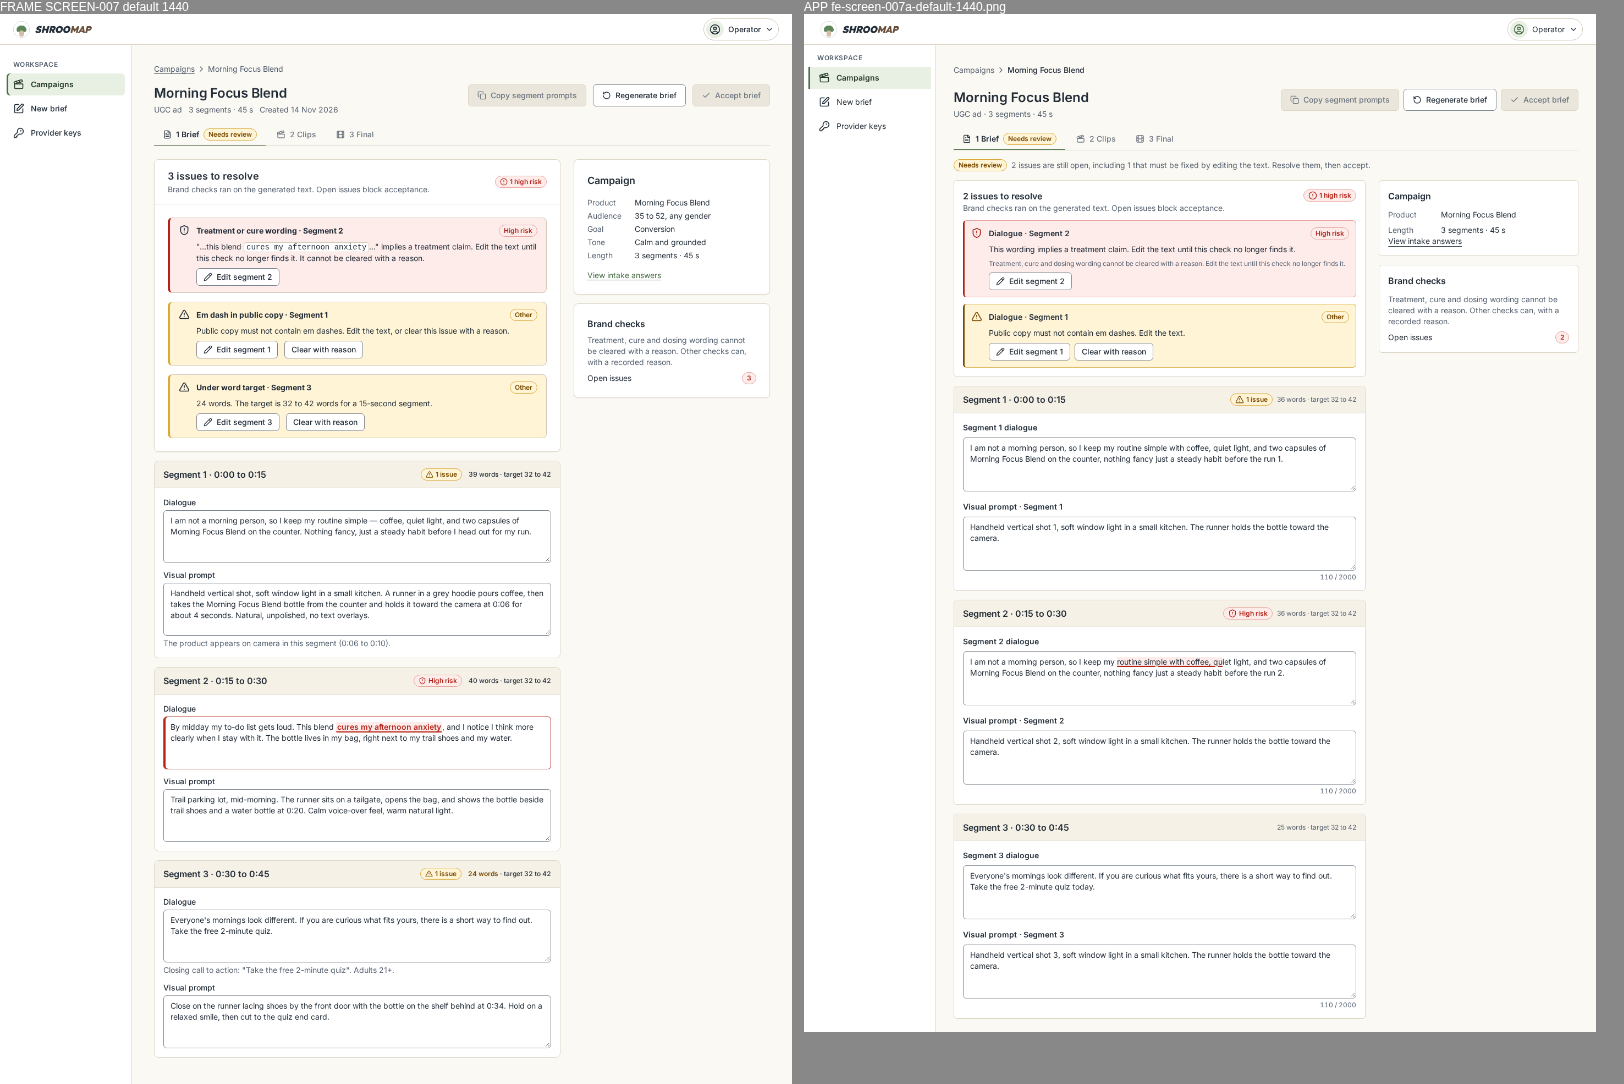 FRAME SCREEN-007 default 1440
SHROOMAP
Operator
WORKSPACE
Campaigns
New brief
Provider keys
Campaigns > Morning Focus Blend
Morning Focus Blend
UGC ad 3 segments · 45 s Created 14 Nov 2026
Copy segment prompts
Regenerate brief
Accept brief
1 Brief Needs review
2 Clips
3 Final
3 issues to resolve
Brand checks ran on the generated text. Open issues block acceptance.
1 high risk
Treatment or cure wording · Segment 2
High risk
"...this blend cures my afternoon anxiety..." implies a treatment claim. Edit the text until
this check no longer finds it. It cannot be cleared with a reason.
Edit segment 2
Em dash in public copy · Segment 1
Other
Public copy must not contain em dashes. Edit the text, or clear this issue with a reason.
Edit segment 1
Clear with reason
Under word target · Segment 3
Other
24 words. The target is 32 to 42 words for a 15-second segment.
Edit segment 3
Clear with reason
Campaign
Product Morning Focus Blend
Audience 35 to 52, any gender
Goal Conversion
Tone Calm and grounded
Length 3 segments · 45 s
View intake answers
Brand checks
Treatment, cure and dosing wording cannot
be cleared with a reason. Other checks can,
with a recorded reason.
Open issues 3
Segment 1 · 0:00 to 0:15
1 issue
39 words · target 32 to 42
Dialogue
I am not a morning person, so I keep my routine simple — coffee, quiet light, and two capsules of
Morning Focus Blend on the counter. Nothing fancy, just a steady habit before I head out for my run.
Visual prompt
Handheld vertical shot, soft window light in a small kitchen. A runner in a grey hoodie pours coffee, then
takes the Morning Focus Blend bottle from the counter and holds it toward the camera at 0:06 for
about 4 seconds. Natural, unpolished, no text overlays.
The product appears on camera in this segment (0:06 to 0:10).
Segment 2 · 0:15 to 0:30
High risk
40 words · target 32 to 42
Dialogue
By midday my to-do list gets loud. This blend cures my afternoon anxiety, and I notice I think more
clearly when I stay with it. The bottle lives in my bag, right next to my trail shoes and my water.
Visual prompt
Trail parking lot, mid-morning. The runner sits on a tailgate, opens the bag, and shows the bottle beside
trail shoes and a water bottle at 0:20. Calm voice-over feel, warm natural light.
Segment 3 · 0:30 to 0:45
1 issue
24 words · target 32 to 42
Dialogue
Everyone's mornings look different. If you are curious what fits yours, there is a short way to find out.
Take the free 2-minute quiz.
Closing call to action: "Take the free 2-minute quiz". Adults 21+.
Visual prompt
Close on the runner lacing shoes by the front door with the bottle on the shelf behind at 0:34. Hold on a
relaxed smile, then cut to the quiz end card.
APP fe-screen-007a-default-1440.png
SHROOMAP
Operator
WORKSPACE
Campaigns
New brief
Provider keys
Campaigns > Morning Focus Blend
Morning Focus Blend
UGC ad · 3 segments · 45 s
Copy segment prompts
Regenerate brief
Accept brief
1 Brief Needs review
2 Clips
3 Final
Needs review 2 issues are still open, including 1 that must be fixed by editing the text. Resolve them, then accept.
2 issues to resolve
Brand checks ran on the generated text. Open issues block acceptance.
1 high risk
Dialogue · Segment 2
High risk
This wording implies a treatment claim. Edit the text until this check no longer finds it.
Treatment, cure and dosing wording cannot be cleared with a reason. Edit the text until this check no longer finds it.
Edit segment 2
Dialogue · Segment 1
Other
Public copy must not contain em dashes. Edit the text.
Edit segment 1
Clear with reason
Campaign
Product Morning Focus Blend
Length 3 segments · 45 s
View intake answers
Brand checks
Treatment, cure and dosing wording cannot be
cleared with a reason. Other checks can, with a
recorded reason.
Open issues 2
Segment 1 · 0:00 to 0:15
1 issue
36 words · target 32 to 42
Segment 1 dialogue
I am not a morning person, so I keep my routine simple with coffee, quiet light, and two capsules of
Morning Focus Blend on the counter, nothing fancy just a steady habit before the run 1.
Visual prompt · Segment 1
Handheld vertical shot 1, soft window light in a small kitchen. The runner holds the bottle toward the
camera.
110 / 2000
Segment 2 · 0:15 to 0:30
High risk
36 words · target 32 to 42
Segment 2 dialogue
I am not a morning person, so I keep my routine simple with coffee, quiet light, and two capsules of
Morning Focus Blend on the counter, nothing fancy just a steady habit before the run 2.
Visual prompt · Segment 2
Handheld vertical shot 2, soft window light in a small kitchen. The runner holds the bottle toward the
camera.
110 / 2000
Segment 3 · 0:30 to 0:45
25 words · target 32 to 42
Segment 3 dialogue
Everyone's mornings look different. If you are curious what fits yours, there is a short way to find out.
Take the free 2-minute quiz today.
Visual prompt · Segment 3
Handheld vertical shot 3, soft window light in a small kitchen. The runner holds the bottle toward the
camera.
110 / 2000